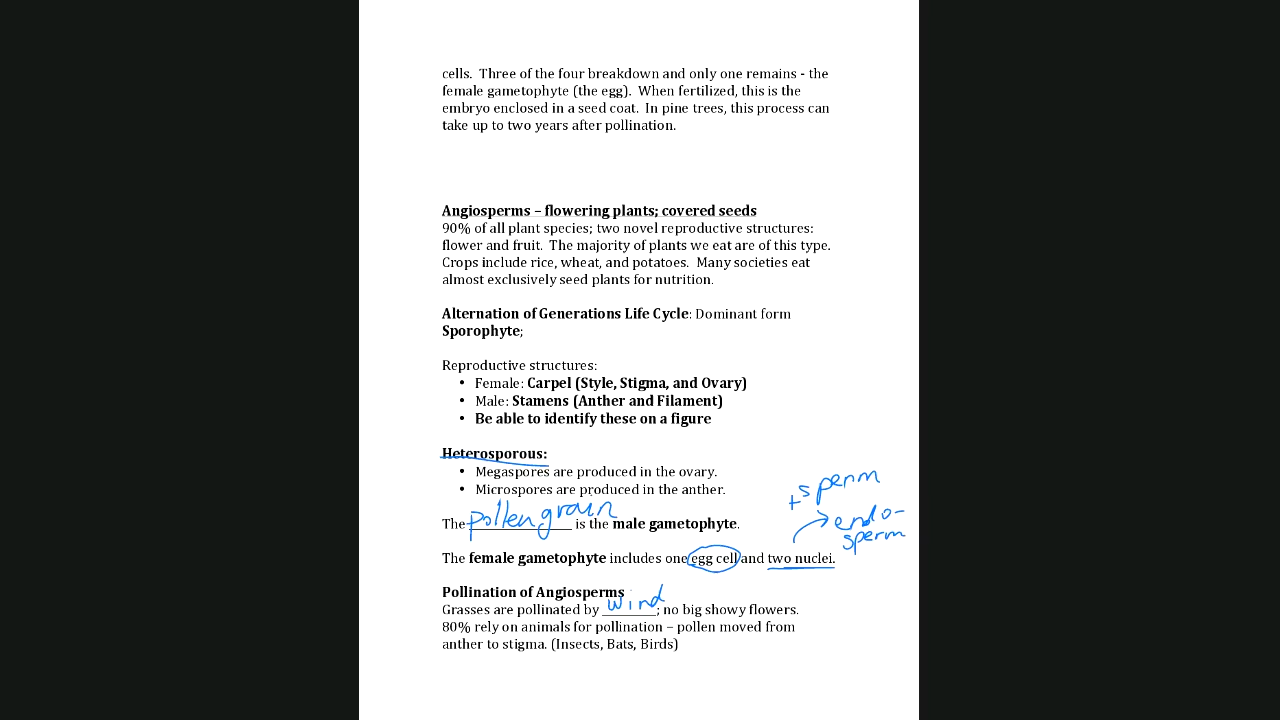 cells.  Three of the four breakdown and only one remains - the
female gametophyte (the egg).  When fertilized, this is the
embryo enclosed in a seed coat.  In pine trees, this process can
take up to two years after pollination.
Angiosperms – flowering plants; covered seeds
90% of all plant species; two novel reproductive structures:
flower and fruit.  The majority of plants we eat are of this type.
Crops include rice, wheat, and potatoes.  Many societies eat
almost exclusively seed plants for nutrition.
Alternation of Generations Life Cycle: Dominant form
Sporophyte;
Reproductive structures:
• Female: Carpel (Style, Stigma, and Ovary)
• Male: Stamens (Anther and Filament)
• Be able to identify these on a figure
Heterosporous:
• Megaspores are produced in the ovary.
• Microspores are produced in the anther.
+sperm
The pollen grain is the male gametophyte.
endo-
sperm
The female gametophyte includes one egg cell and two nuclei.
Pollination of Angiosperms
Grasses are pollinated by wind; no big showy flowers.
80% rely on animals for pollination – pollen moved from
anther to stigma. (Insects, Bats, Birds)